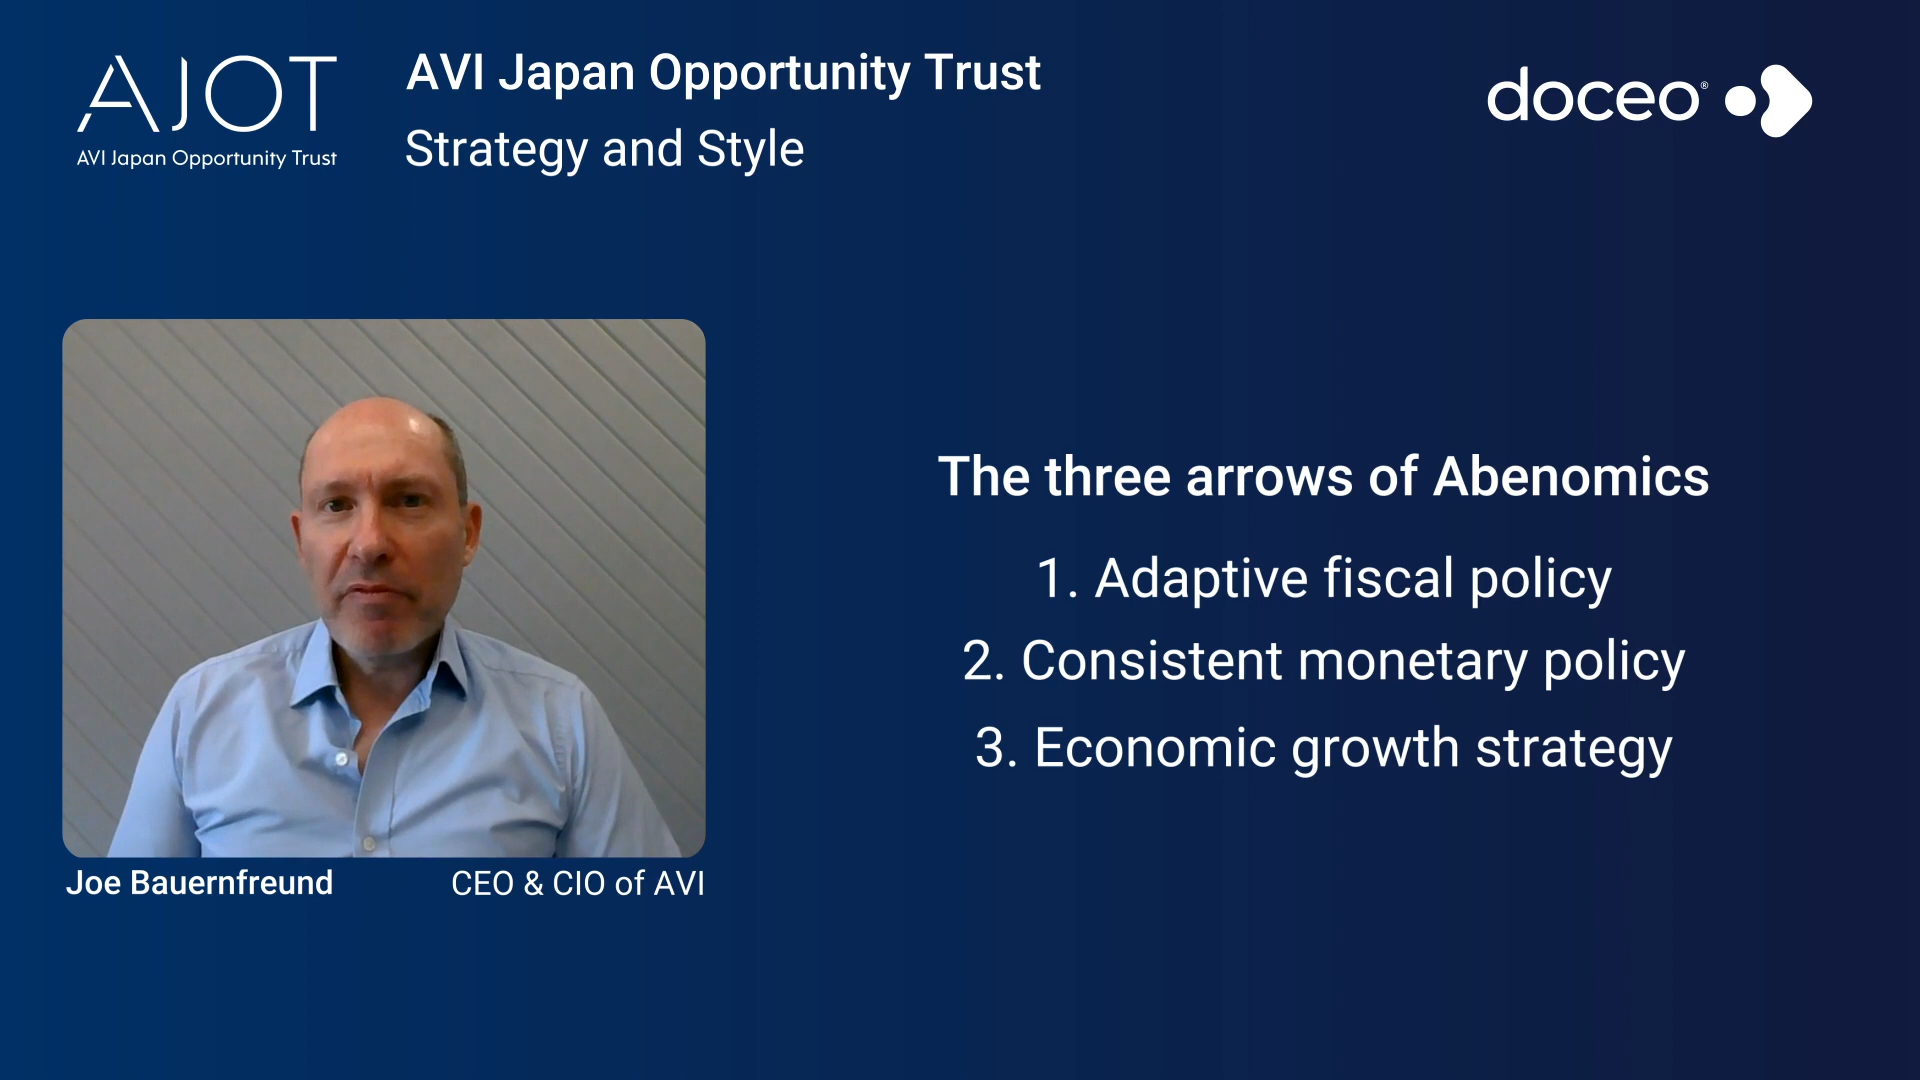 AJOT
AVI Japan Opportunity Trust
AVI Japan Opportunity Trust
Strategy and Style
doceo®
The three arrows of Abenomics
1. Adaptive fiscal policy
2. Consistent monetary policy
3. Economic growth strategy
Joe Bauernfreund
CEO & CIO of AVI